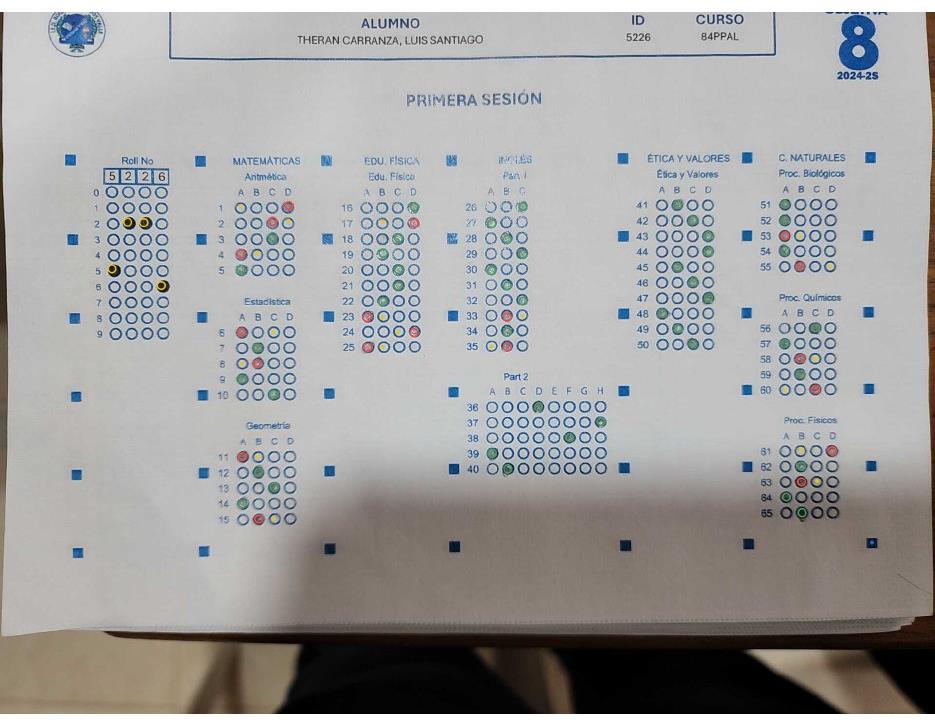 ALUMNO ID CURSO
THERAN CARRANZA, LUIS SANTIAGO 5226 84PPAL
8
2024-2S
PRIMERA SESIÓN
Roll No
5 2 2 6
0
1
2
3
4
5
6
7
8
9
MATEMÁTICAS
Aritmética
A B C D
1
2
3
4
5
Estadística
A B C D
6
7
8
9
10
Geometría
A B C D
11
12
13
14
15
EDU. FÍSICA
Edu. Física
A B C D
16
17
18
19
20
21
22
23
24
25
INGLÉS
Part 1
A B C
26
27
28
29
30
31
32
33
34
35
Part 2
A B C D E F G H
36
37
38
39
40
ÉTICA Y VALORES
Ética y Valores
A B C D
41
42
43
44
45
46
47
48
49
50
C. NATURALES
Proc. Biológicos
A B C D
51
52
53
54
55
Proc. Químicos
A B C D
56
57
58
59
60
Proc. Físicos
A B C D
61
62
63
64
65